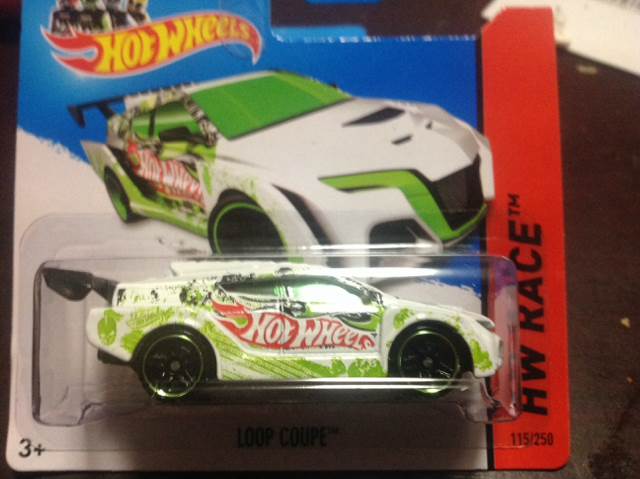 HOT WHEELS
HOT WHEELS
HOT WHEELS
HW RACE™
LOOP COUPE™
3+
115/250